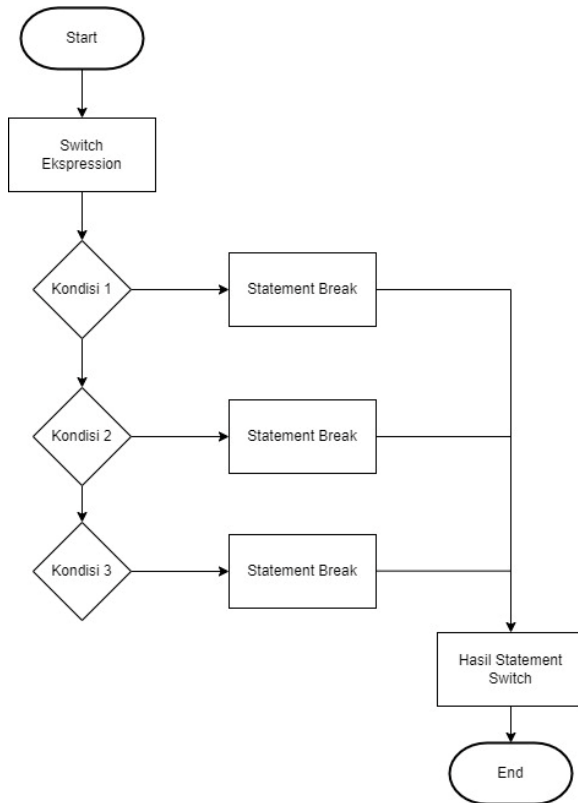 Start
Switch
Ekspression
Kondisi 1
Statement Break
Kondisi 2
Statement Break
Kondisi 3
Statement Break
Hasil Statement
Switch
End